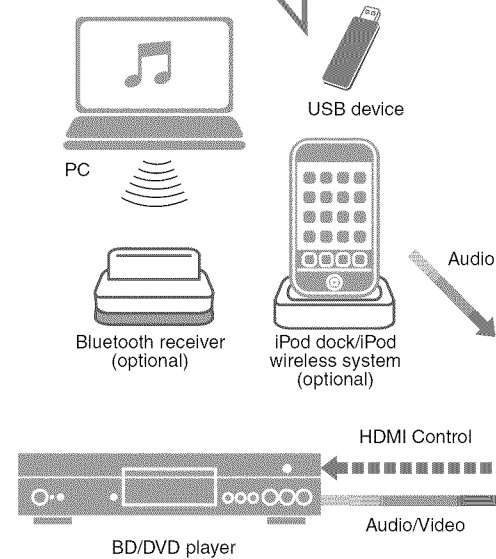 USB device
PC
Audio
Bluetooth receiver
(optional)
iPod dock/iPod
wireless system
(optional)
HDMI Control
Audio/Video
BD/DVD player